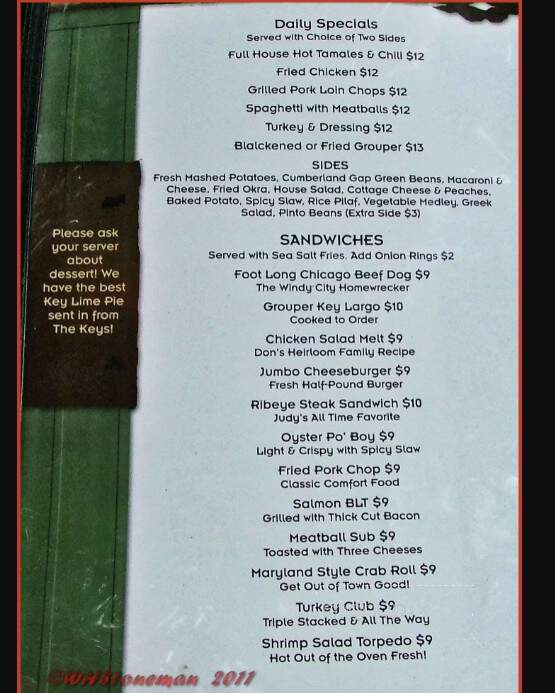 Daily Specials
Served with Choice of Two Sides
Full House Hot Tamales & Chili $12
Fried Chicken $12
Grilled Pork Loin Chops $12
Spaghetti with Meatballs $12
Turkey & Dressing $12
Blalckened or Fried Grouper $13
SIDES
Fresh Mashed Potatoes, Cumberland Gap Green Beans, Macaroni &
Cheese, Fried Okra, House Salad, Cottage Cheese & Peaches,
Baked Potato, Spicy Slaw, Rice Pilaf, Vegetable Medley, Greek
Salad, Pinto Beans (Extra Side $3)
SANDWICHES
Served with Sea Salt Fries. Add Onion Rings $2
Foot Long Chicago Beef Dog $9
The Windy City Homewrecker
Grouper Key Largo $10
Cooked to Order
Chicken Salad Melt $9
Don's Heirloom Family Recipe
Jumbo Cheeseburger $9
Fresh Half-Pound Burger
Ribeye Steak Sandwich $10
Judy's All Time Favorite
Oyster Po' Boy $9
Light & Crispy with Spicy Slaw
Fried Pork Chop $9
Classic Comfort Food
Salmon BLT $9
Grilled with Thick Cut Bacon
Meatball Sub $9
Toasted with Three Cheeses
Maryland Style Crab Roll $9
Get Out of Town Good!
Turkey Club $9
Triple Stacked & All The Way
Shrimp Salad Torpedo $9
Hot Out of the Oven Fresh!
Please ask
your server
about
dessert! We
have the best
Key Lime Pie
sent in from
The Keys!
©WHStoneman 2011